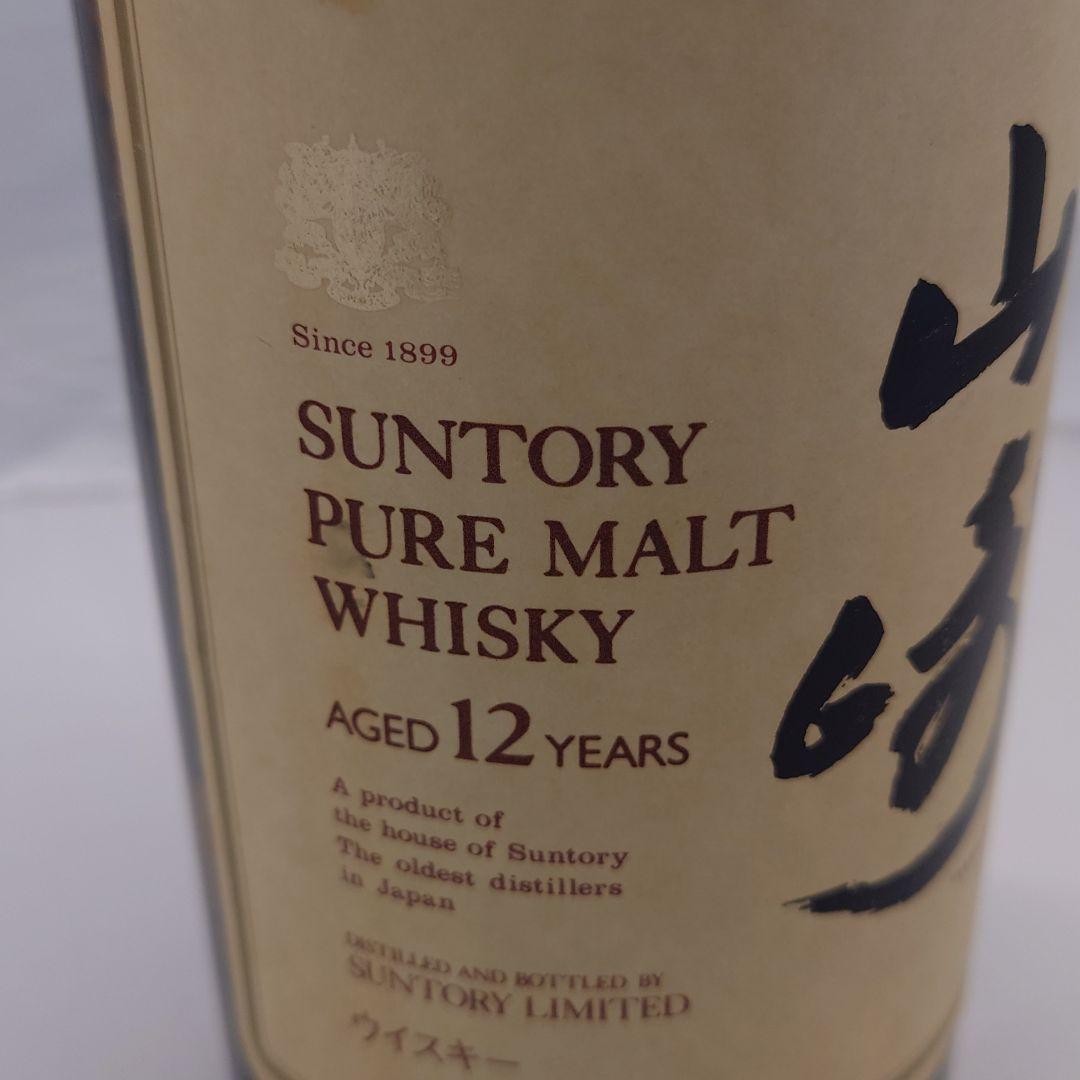 Since 1899
SUNTORY
PURE MALT
WHISKY
AGED 12 YEARS
A product of
the house of Suntory
The oldest distillers
in Japan
DISTILLED AND BOTTLED BY
SUNTORY LIMITED
ウイスキー
山崎